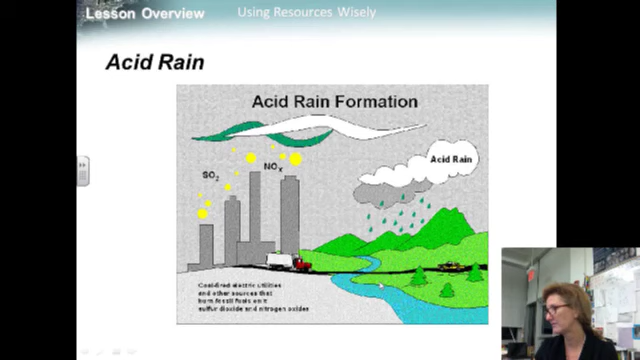 Lesson Overview    Using Resources Wisely
Acid Rain
Acid Rain Formation
Acid Rain
NOx
SO2
Coal-fired electric utilities
and other sources that
burn fossil fuels emit
sulfur dioxide and nitrogen oxides